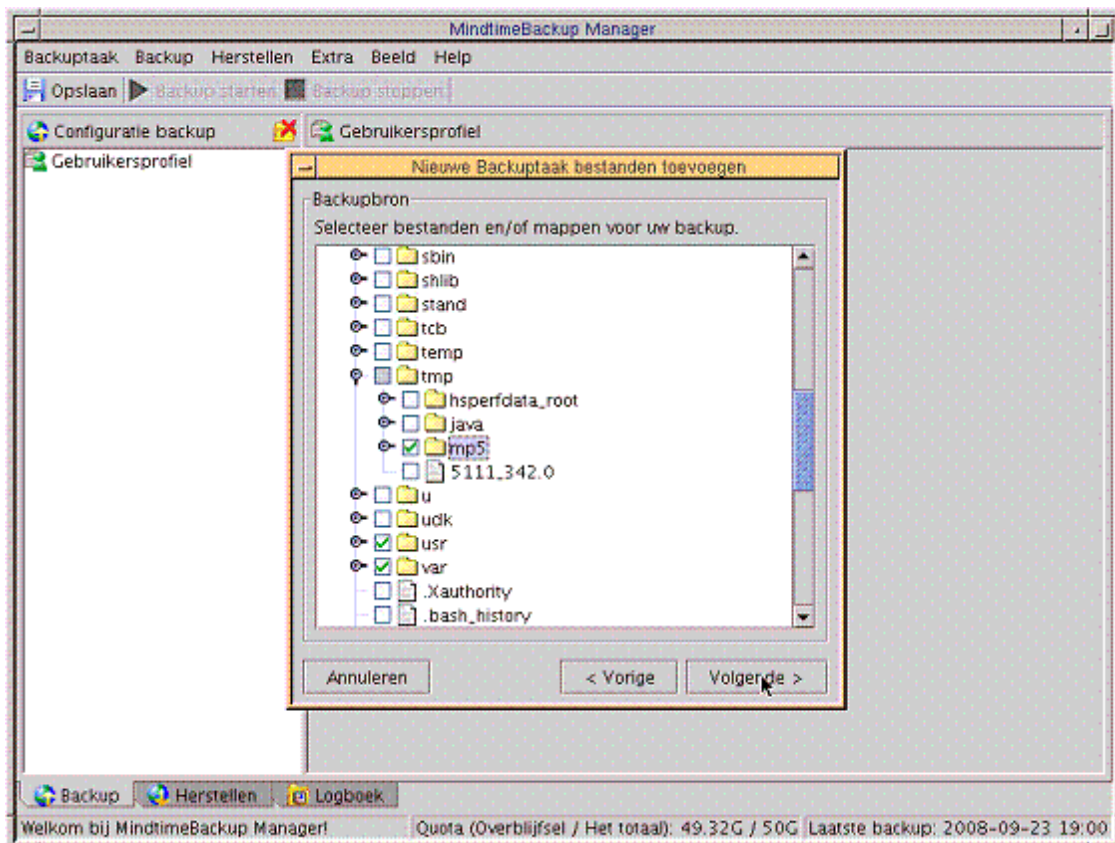 MindtimeBackup Manager
Backuptaak Backup Herstellen Extra Beeld Help
Opslaan Backup starten Backup stoppen
Configuratie backup Gebruikersprofiel
Gebruikersprofiel
Nieuwe Backuptaak bestanden toevoegen
Backupbron
Selecteer bestanden en/of mappen voor uw backup.
sbin
shlib
stand
tcb
temp
tmp
hsperfdata_root
java
mp5
5111_342.0
u
udk
usr
var
.Xauthority
.bash_history
Annuleren < Vorige Volgende >
Backup Herstellen Logboek
Welkom bij MindtimeBackup Manager! Quota (Overblijfsel / Het totaal): 49.32G / 50G Laatste backup: 2008-09-23 19:00